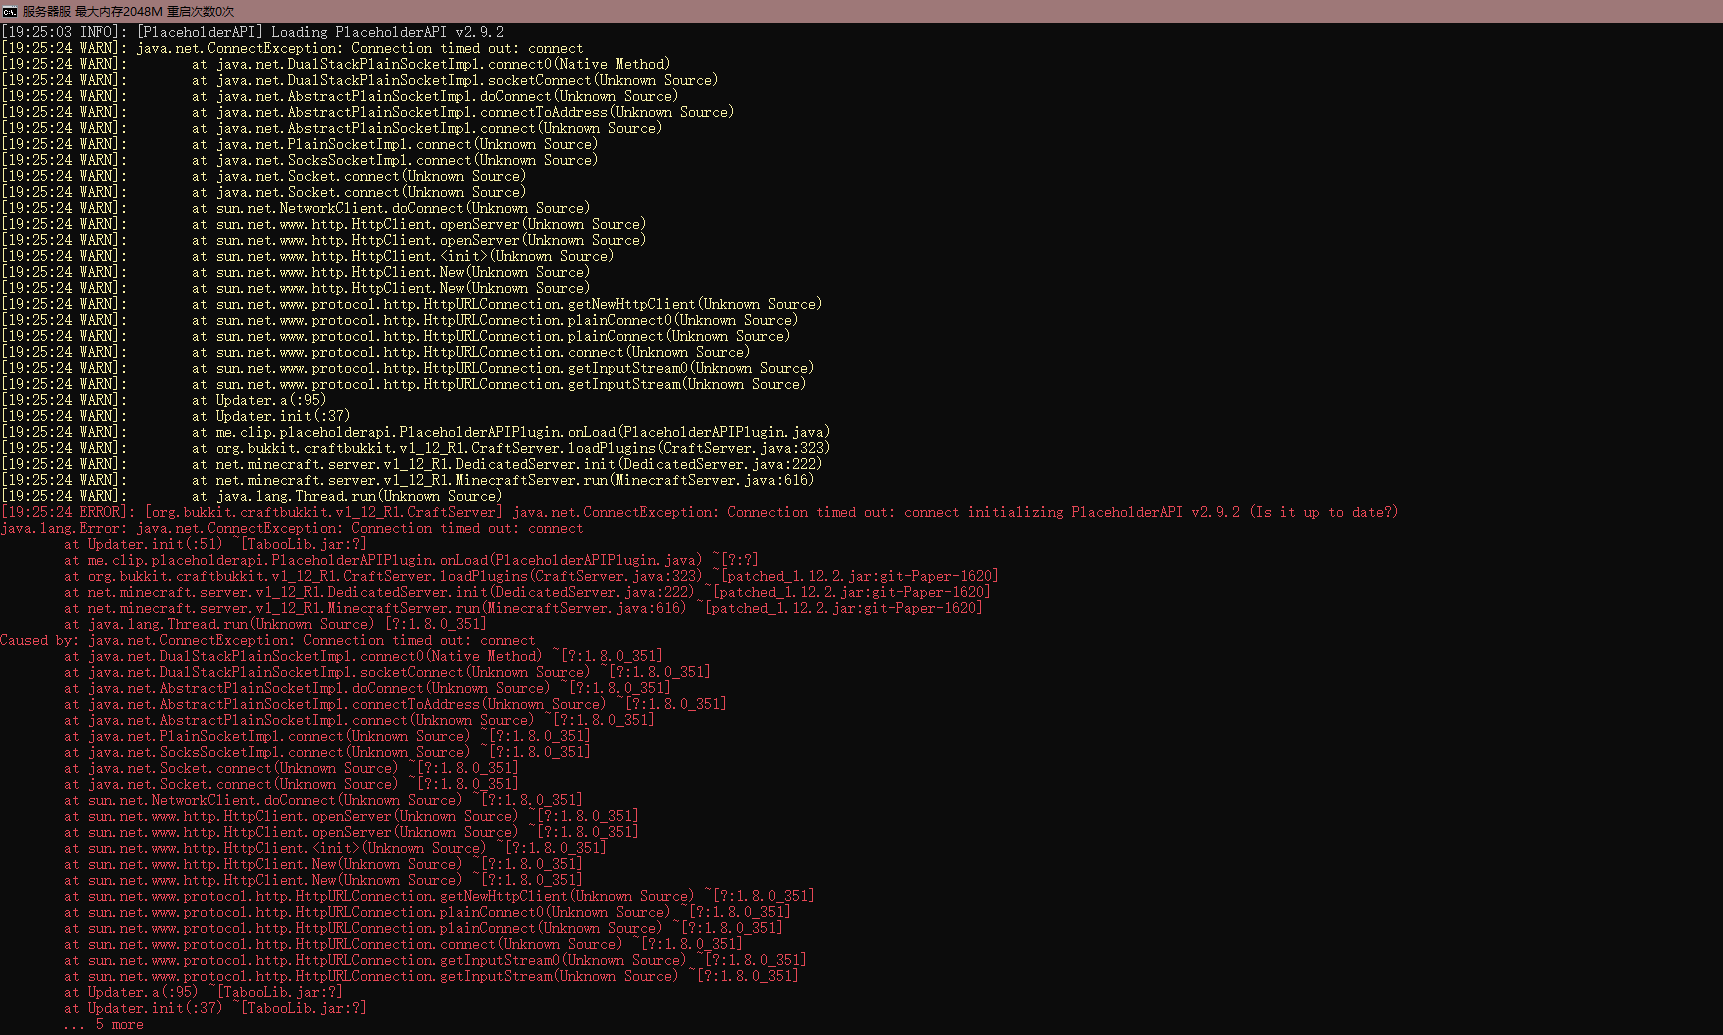 服务器服 最大内存2048M 重启次数0次
[19:25:03 INFO]: [PlaceholderAPI] Loading PlaceholderAPI v2.9.2
[19:25:24 WARN]: java.net.ConnectException: Connection timed out: connect
[19:25:24 WARN]:        at java.net.DualStackPlainSocketImpl.connect0(Native Method)
[19:25:24 WARN]:        at java.net.DualStackPlainSocketImpl.socketConnect(Unknown Source)
[19:25:24 WARN]:        at java.net.AbstractPlainSocketImpl.doConnect(Unknown Source)
[19:25:24 WARN]:        at java.net.AbstractPlainSocketImpl.connectToAddress(Unknown Source)
[19:25:24 WARN]:        at java.net.AbstractPlainSocketImpl.connect(Unknown Source)
[19:25:24 WARN]:        at java.net.PlainSocketImpl.connect(Unknown Source)
[19:25:24 WARN]:        at java.net.SocksSocketImpl.connect(Unknown Source)
[19:25:24 WARN]:        at java.net.Socket.connect(Unknown Source)
[19:25:24 WARN]:        at java.net.Socket.connect(Unknown Source)
[19:25:24 WARN]:        at sun.net.NetworkClient.doConnect(Unknown Source)
[19:25:24 WARN]:        at sun.net.www.http.HttpClient.openServer(Unknown Source)
[19:25:24 WARN]:        at sun.net.www.http.HttpClient.openServer(Unknown Source)
[19:25:24 WARN]:        at sun.net.www.http.HttpClient.<init>(Unknown Source)
[19:25:24 WARN]:        at sun.net.www.http.HttpClient.New(Unknown Source)
[19:25:24 WARN]:        at sun.net.www.http.HttpClient.New(Unknown Source)
[19:25:24 WARN]:        at sun.net.www.protocol.http.HttpURLConnection.getNewHttpClient(Unknown Source)
[19:25:24 WARN]:        at sun.net.www.protocol.http.HttpURLConnection.plainConnect0(Unknown Source)
[19:25:24 WARN]:        at sun.net.www.protocol.http.HttpURLConnection.plainConnect(Unknown Source)
[19:25:24 WARN]:        at sun.net.www.protocol.http.HttpURLConnection.connect(Unknown Source)
[19:25:24 WARN]:        at sun.net.www.protocol.http.HttpURLConnection.getInputStream0(Unknown Source)
[19:25:24 WARN]:        at sun.net.www.protocol.http.HttpURLConnection.getInputStream(Unknown Source)
[19:25:24 WARN]:        at Updater.a(:95)
[19:25:24 WARN]:        at Updater.init(:37)
[19:25:24 WARN]:        at me.clip.placeholderapi.PlaceholderAPIPlugin.onLoad(PlaceholderAPIPlugin.java)
[19:25:24 WARN]:        at org.bukkit.craftbukkit.v1_12_R1.CraftServer.loadPlugins(CraftServer.java:323)
[19:25:24 WARN]:        at net.minecraft.server.v1_12_R1.DedicatedServer.init(DedicatedServer.java:222)
[19:25:24 WARN]:        at net.minecraft.server.v1_12_R1.MinecraftServer.run(MinecraftServer.java:616)
[19:25:24 WARN]:        at java.lang.Thread.run(Unknown Source)
[19:25:24 ERROR]: [org.bukkit.craftbukkit.v1_12_R1.CraftServer] java.net.ConnectException: Connection timed out: connect initializing PlaceholderAPI v2.9.2 (Is it up to date?)
java.lang.Error: java.net.ConnectException: Connection timed out: connect
        at Updater.init(:51) ~[TabooLib.jar:?]
        at me.clip.placeholderapi.PlaceholderAPIPlugin.onLoad(PlaceholderAPIPlugin.java) ~[?:?]
        at org.bukkit.craftbukkit.v1_12_R1.CraftServer.loadPlugins(CraftServer.java:323) ~[patched_1.12.2.jar:git-Paper-1620]
        at net.minecraft.server.v1_12_R1.DedicatedServer.init(DedicatedServer.java:222) ~[patched_1.12.2.jar:git-Paper-1620]
        at net.minecraft.server.v1_12_R1.MinecraftServer.run(MinecraftServer.java:616) ~[patched_1.12.2.jar:git-Paper-1620]
        at java.lang.Thread.run(Unknown Source) [?:1.8.0_351]
Caused by: java.net.ConnectException: Connection timed out: connect
        at java.net.DualStackPlainSocketImpl.connect0(Native Method) ~[?:1.8.0_351]
        at java.net.DualStackPlainSocketImpl.socketConnect(Unknown Source) ~[?:1.8.0_351]
        at java.net.AbstractPlainSocketImpl.doConnect(Unknown Source) ~[?:1.8.0_351]
        at java.net.AbstractPlainSocketImpl.connectToAddress(Unknown Source) ~[?:1.8.0_351]
        at java.net.AbstractPlainSocketImpl.connect(Unknown Source) ~[?:1.8.0_351]
        at java.net.PlainSocketImpl.connect(Unknown Source) ~[?:1.8.0_351]
        at java.net.SocksSocketImpl.connect(Unknown Source) ~[?:1.8.0_351]
        at java.net.Socket.connect(Unknown Source) ~[?:1.8.0_351]
        at java.net.Socket.connect(Unknown Source) ~[?:1.8.0_351]
        at sun.net.NetworkClient.doConnect(Unknown Source) ~[?:1.8.0_351]
        at sun.net.www.http.HttpClient.openServer(Unknown Source) ~[?:1.8.0_351]
        at sun.net.www.http.HttpClient.openServer(Unknown Source) ~[?:1.8.0_351]
        at sun.net.www.http.HttpClient.<init>(Unknown Source) ~[?:1.8.0_351]
        at sun.net.www.http.HttpClient.New(Unknown Source) ~[?:1.8.0_351]
        at sun.net.www.http.HttpClient.New(Unknown Source) ~[?:1.8.0_351]
        at sun.net.www.protocol.http.HttpURLConnection.getNewHttpClient(Unknown Source) ~[?:1.8.0_351]
        at sun.net.www.protocol.http.HttpURLConnection.plainConnect0(Unknown Source) ~[?:1.8.0_351]
        at sun.net.www.protocol.http.HttpURLConnection.plainConnect(Unknown Source) ~[?:1.8.0_351]
        at sun.net.www.protocol.http.HttpURLConnection.connect(Unknown Source) ~[?:1.8.0_351]
        at sun.net.www.protocol.http.HttpURLConnection.getInputStream0(Unknown Source) ~[?:1.8.0_351]
        at sun.net.www.protocol.http.HttpURLConnection.getInputStream(Unknown Source) ~[?:1.8.0_351]
        at Updater.a(:95) ~[TabooLib.jar:?]
        at Updater.init(:37) ~[TabooLib.jar:?]
        ... 5 more